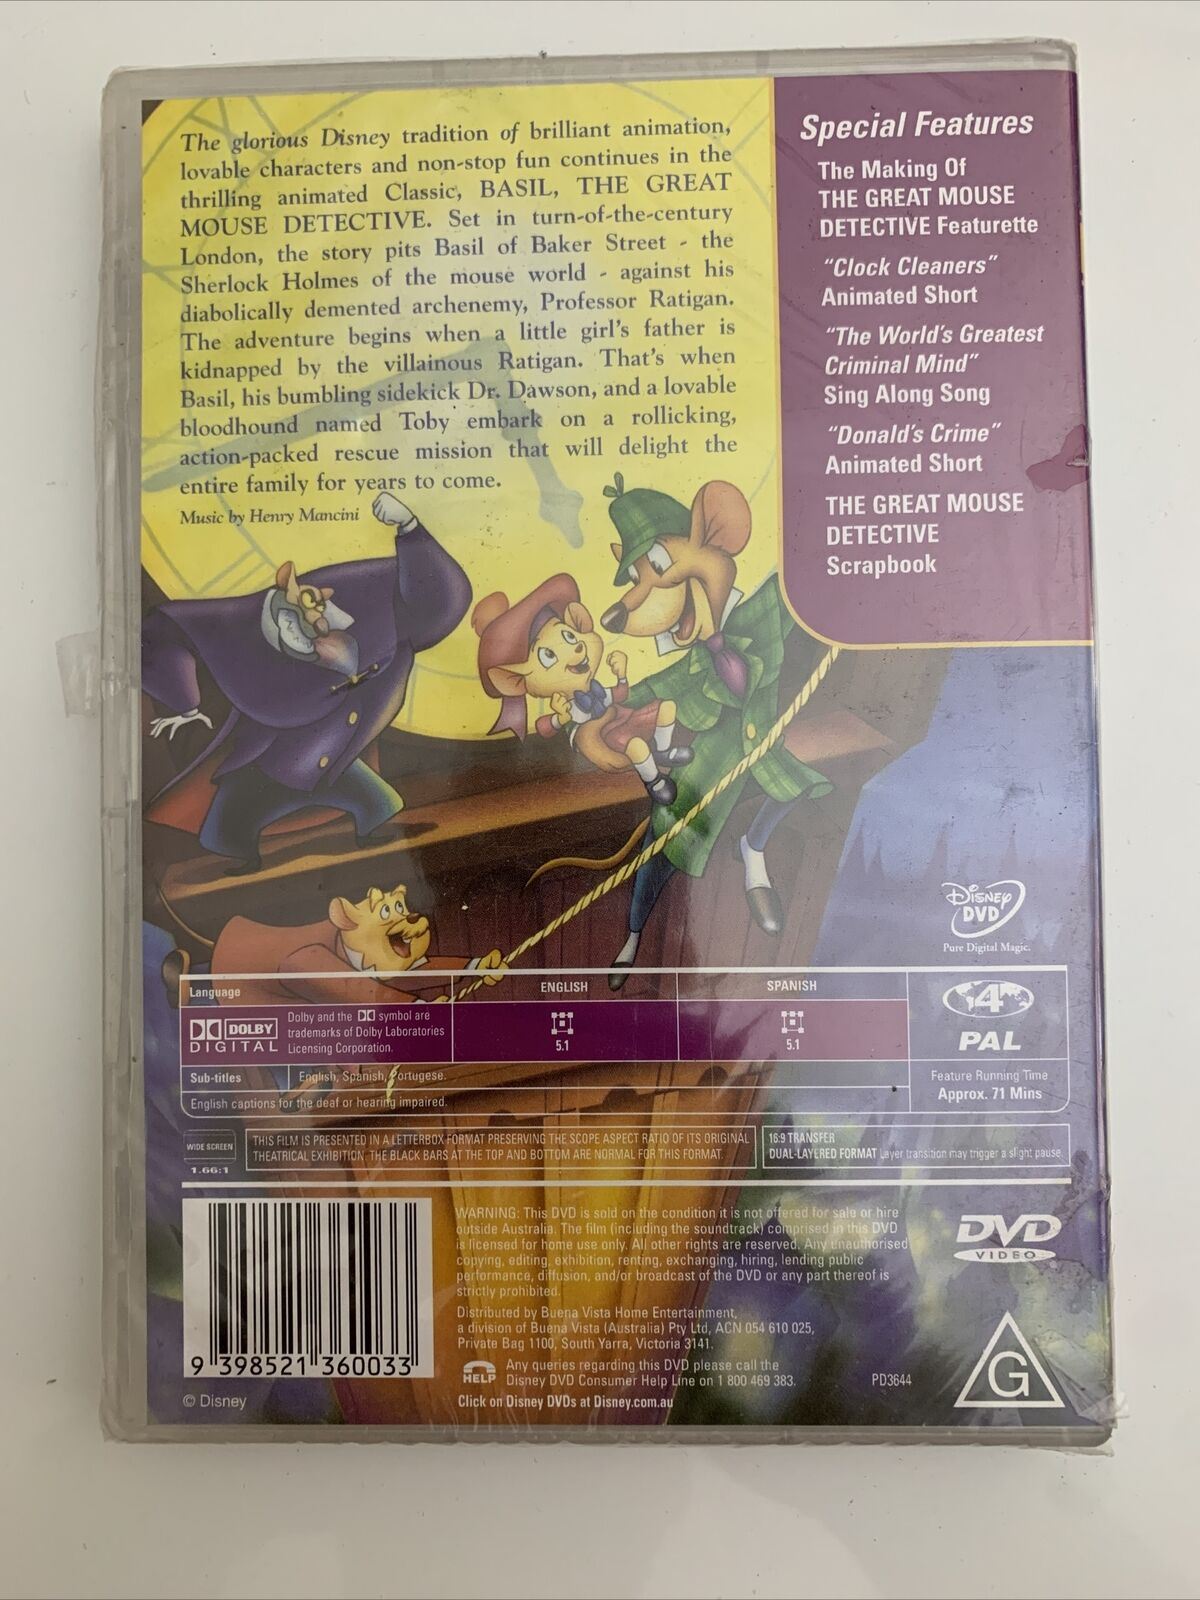 The glorious Disney tradition of brilliant animation,
lovable characters and non-stop fun continues in the
thrilling animated Classic, BASIL, THE GREAT
MOUSE DETECTIVE. Set in turn-of-the-century
London, the story pits Basil of Baker Street - the
Sherlock Holmes of the mouse world - against his
diabolically demented archenemy, Professor Ratigan.
The adventure begins when a little girl's father is
kidnapped by the villainous Ratigan. That's when
Basil, his bumbling sidekick Dr. Dawson, and a lovable
bloodhound named Toby embark on a rollicking,
action-packed rescue mission that will delight the
entire family for years to come.
Music by Henry Mancini
Special Features
The Making Of
THE GREAT MOUSE
DETECTIVE Featurette
"Clock Cleaners"
Animated Short
"The World's Greatest
Criminal Mind"
Sing Along Song
"Donald's Crime"
Animated Short
THE GREAT MOUSE
DETECTIVE
Scrapbook
Disney
DVD
Pure Digital Magic.
Language
ENGLISH
SPANISH
DOLBY
DIGITAL
Dolby and the symbol are
trademarks of Dolby Laboratories
Licensing Corporation.
5.1
5.1
4
PAL
Sub-titles
English, Spanish, Portugese.
English captions for the deaf or hearing impaired.
Feature Running Time
Approx. 71 Mins
WIDE SCREEN
1.66:1
THIS FILM IS PRESENTED IN A LETTERBOX FORMAT PRESERVING THE SCOPE ASPECT RATIO OF ITS ORIGINAL
THEATRICAL EXHIBITION. THE BLACK BARS AT THE TOP AND BOTTOM ARE NORMAL FOR THIS FORMAT.
16:9 TRANSFER
DUAL-LAYERED FORMAT Layer transition may trigger a slight pause.
WARNING: This DVD is sold on the condition it is not offered for sale or hire
outside Australia. The film (including the soundtrack) comprised in this DVD
is licensed for home use only. All other rights are reserved. Any unauthorised
copying, editing, exhibition, renting, exchanging, hiring, lending public
performance, diffusion, and/or broadcast of the DVD or any part thereof is
strictly prohibited.
Distributed by Buena Vista Home Entertainment,
a division of Buena Vista (Australia) Pty Ltd, ACN 054 610 025,
Private Bag 1100, South Yarra, Victoria 3141.
HELP
Any queries regarding this DVD please call the
Disney DVD Consumer Help Line on 1 800 469 383.
Click on Disney DVDs at Disney.com.au
PD3644
DVD
VIDEO
G
9 398521 360033
© Disney